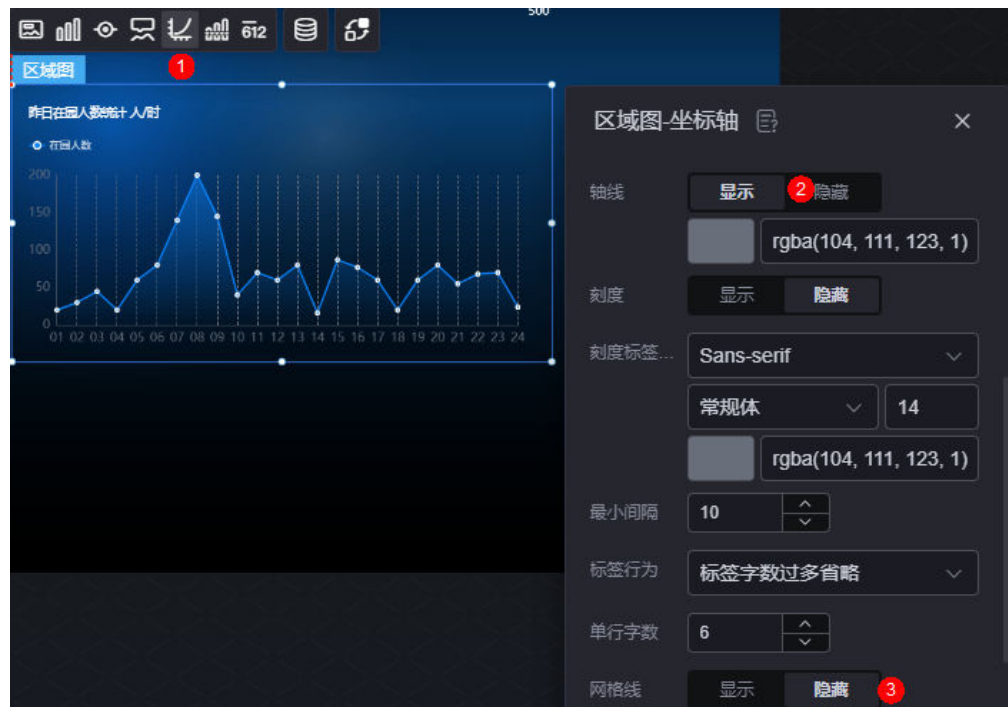 500
612
区域图
1
昨日在园人数统计 人/时
在园人数
200
150
100
50
0
01 02 03 04 05 06 07 08 09 10 11 12 13 14 15 16 17 18 19 20 21 22 23 24
区域图-坐标轴
轴线 显示 2 隐藏
rgba(104, 111, 123, 1)
刻度 显示 隐藏
刻度标签... Sans-serif
常规体 14
rgba(104, 111, 123, 1)
最小间隔 10
标签行为 标签字数过多省略
单行字数 6
网格线 显示 隐藏 3